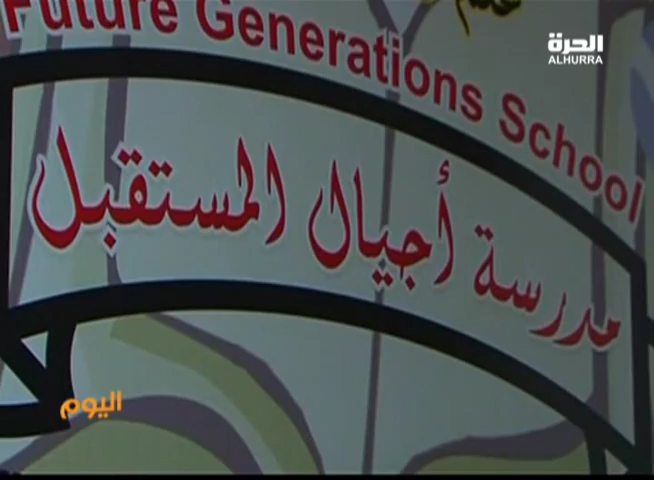 Future Generations School
الحرة
ALHURRA
مدرسة أجيال المستقبل
اليوم